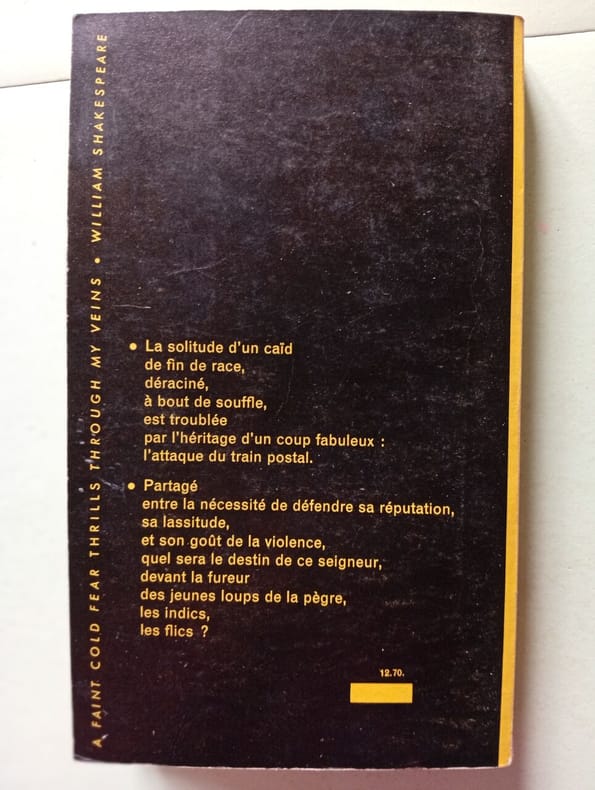 A FAINT COLD FEAR THRILLS THROUGH MY VEINS • WILLIAM SHAKESPEARE
• La solitude d'un caïd
de fin de race,
déraciné,
à bout de souffle,
est troublée
par l'héritage d'un coup fabuleux :
l'attaque du train postal.
• Partagé
entre la nécessité de défendre sa réputation,
sa lassitude,
et son goût de la violence,
quel sera le destin de ce seigneur,
devant la fureur
des jeunes loups de la pègre,
les indics,
les flics ?
12.70.